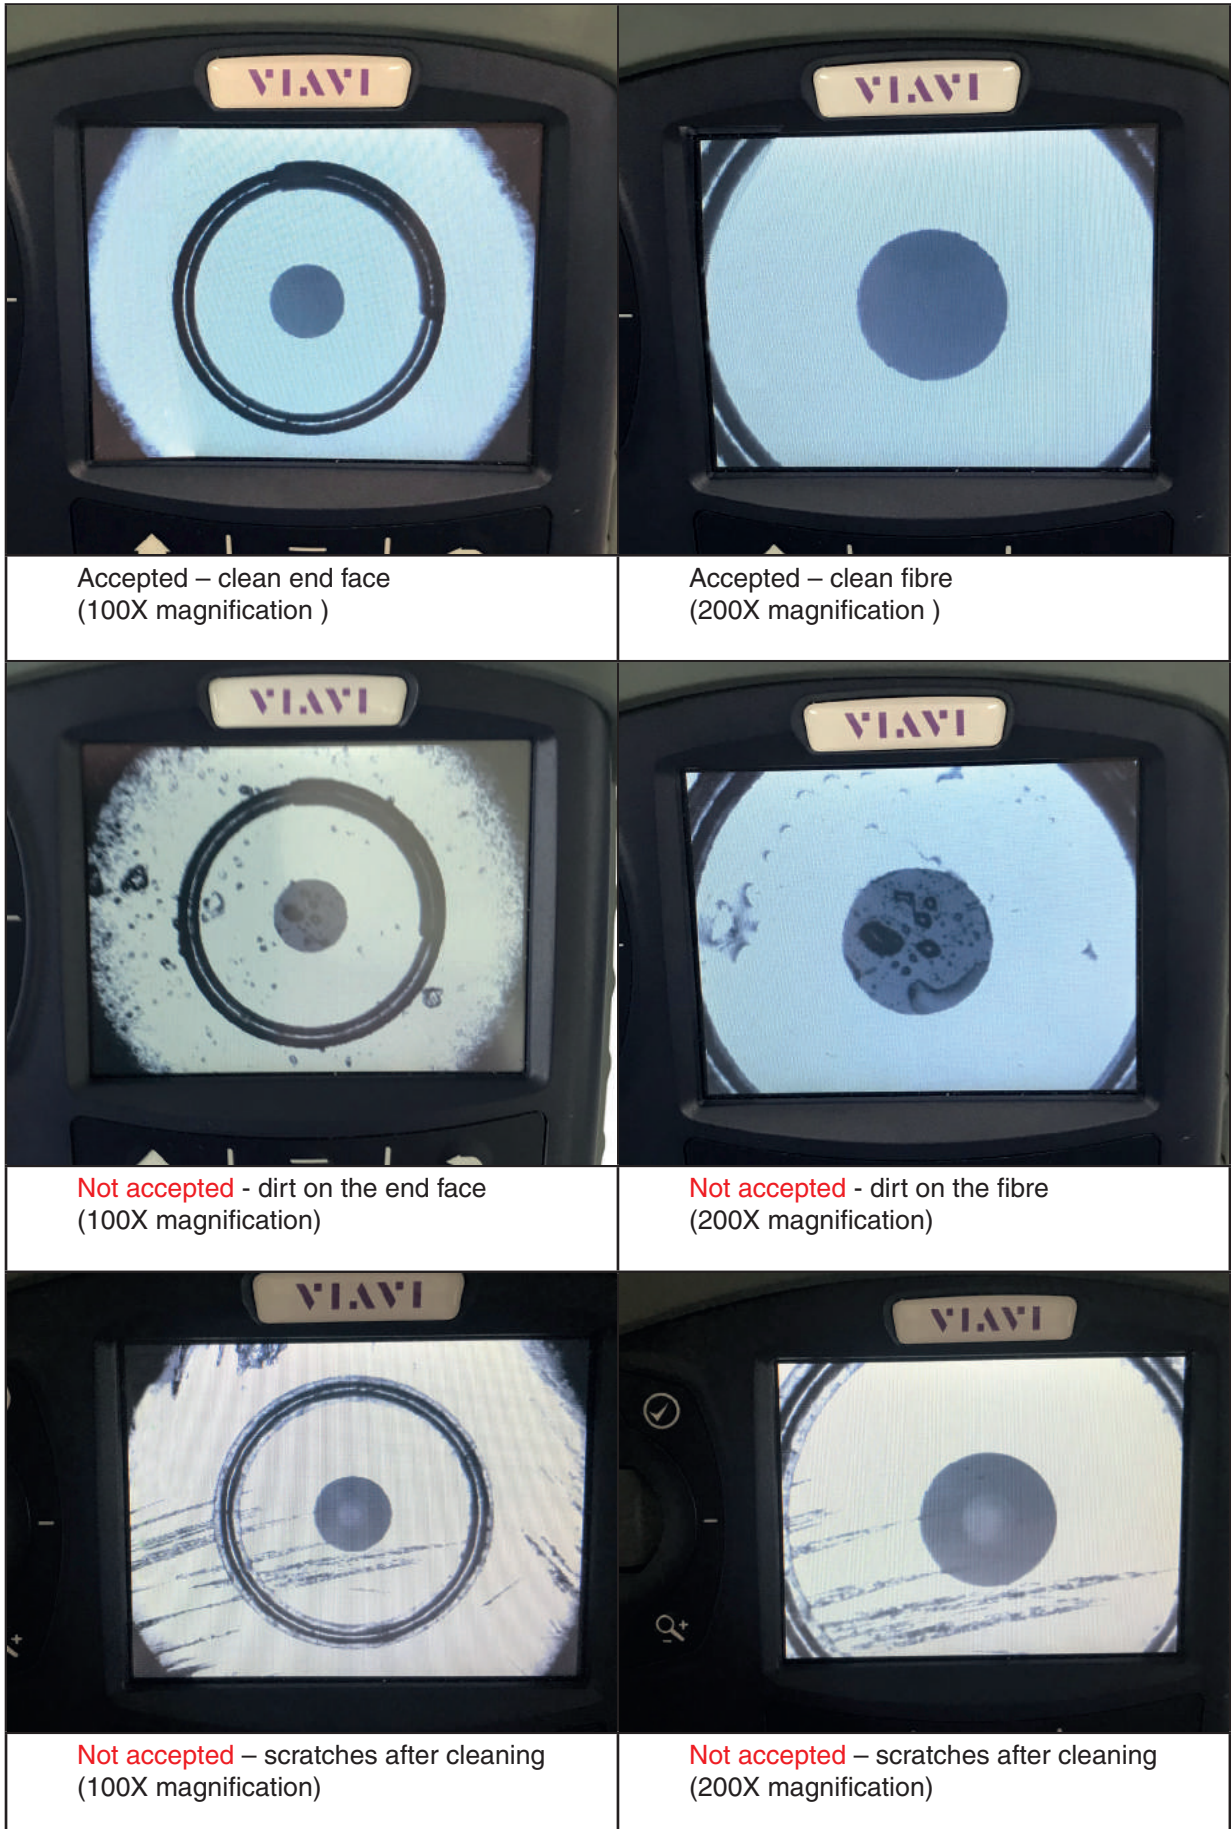 VIAVI
VIAVI
Accepted – clean end face
(100X magnification )
Accepted – clean fibre
(200X magnification )
VIAVI
VIAVI
Not accepted - dirt on the end face
(100X magnification)
Not accepted - dirt on the fibre
(200X magnification)
VIAVI
VIAVI
Not accepted – scratches after cleaning
(100X magnification)
Not accepted – scratches after cleaning
(200X magnification)